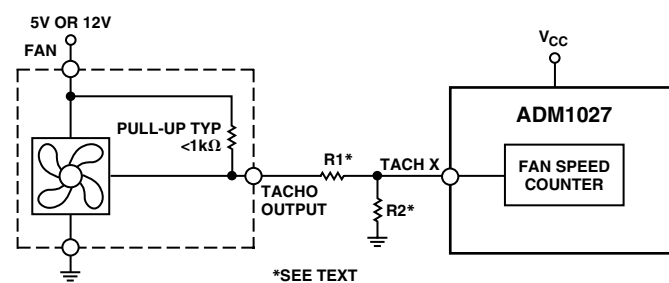 5V OR 12V
FAN
PULL-UP TYP
<1kΩ
TACHO
OUTPUT
R1*
TACH X
R2*
VCC
ADM1027
FAN SPEED
COUNTER
*SEE TEXT